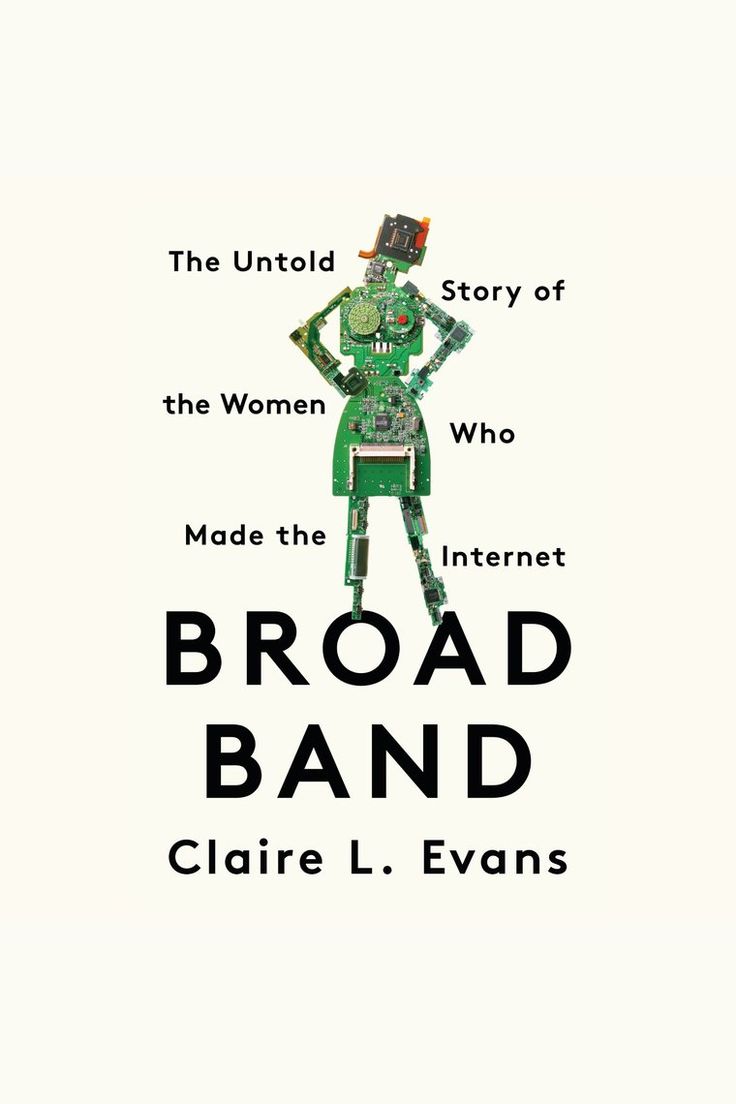 The Untold
Story of
the Women
Who
Made the
Internet
BROAD
BAND
Claire L. Evans